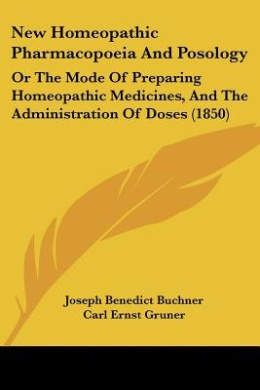 New Homeopathic
Pharmacopoeia And Posology
Or The Mode Of Preparing
Homeopathic Medicines, And The
Administration Of Doses (1850)
Joseph Benedict Buchner
Carl Ernst Gruner